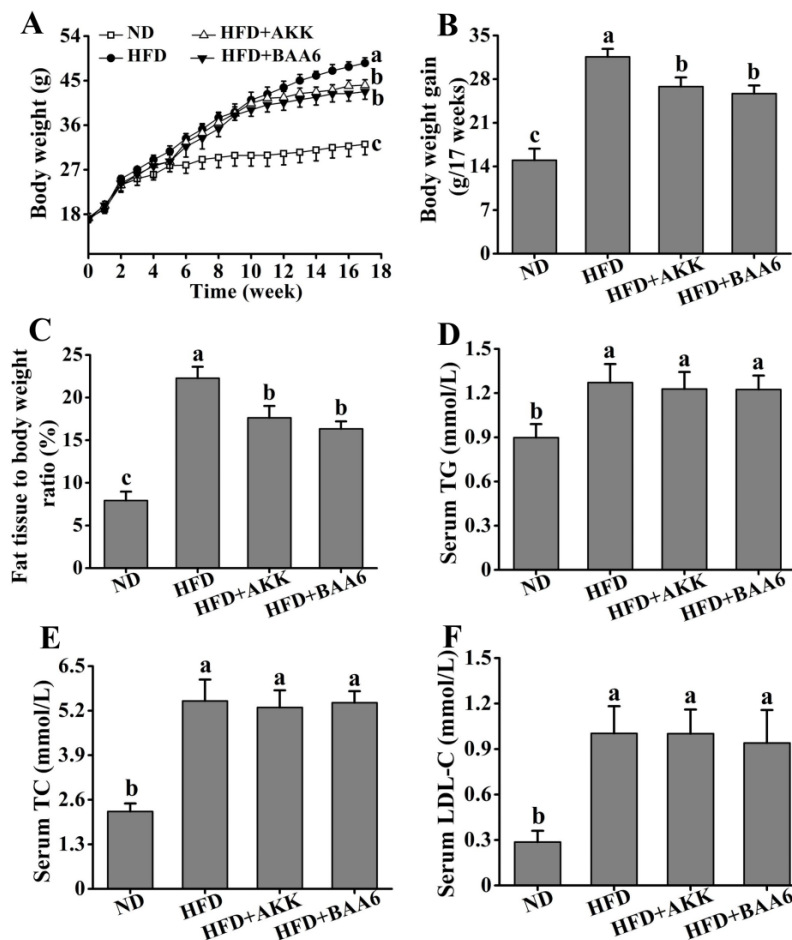 A
ND
HFD+AKK
HFD
HFD+BAA6
Body weight (g)
54
45
36
27
18
a
b
b
c
0 2 4 6 8 10 12 14 16 18
Time (week)
B
Body weight gain
(g/17 weeks)
35
28
21
14
7
0
c
a
b
b
ND
HFD
HFD+AKK
HFD+BAA6
C
Fat tissue to body weight
ratio (%)
25
20
15
10
5
0
c
a
b
b
ND
HFD
HFD+AKK
HFD+BAA6
D
Serum TG (mmol/L)
1.5
1.2
0.9
0.6
0.3
0
b
a
a
a
ND
HFD
HFD+AKK
HFD+BAA6
E
Serum TC (mmol/L)
6.5
5.2
3.9
2.6
1.3
0
b
a
a
a
ND
HFD
HFD+AKK
HFD+BAA6
F
Serum LDL-C (mmol/L)
1.5
1.2
0.9
0.6
0.3
0
b
a
a
a
ND
HFD
HFD+AKK
HFD+BAA6